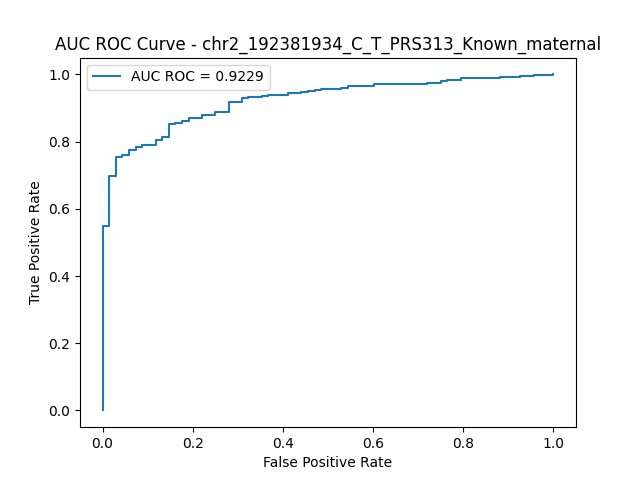 AUC ROC Curve - chr2_192381934_C_T_PRS313_Known_maternal
AUC ROC = 0.9229
1.0
0.8
0.6
0.4
0.2
0.0
True Positive Rate
0.0 0.2 0.4 0.6 0.8 1.0
False Positive Rate